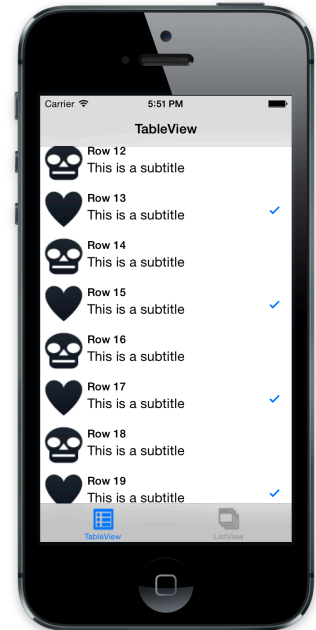 Carrier 5:51 PM
TableView
Row 12
This is a subtitle
Row 13
This is a subtitle
Row 14
This is a subtitle
Row 15
This is a subtitle
Row 16
This is a subtitle
Row 17
This is a subtitle
Row 18
This is a subtitle
Row 19
This is a subtitle
TableView ListView